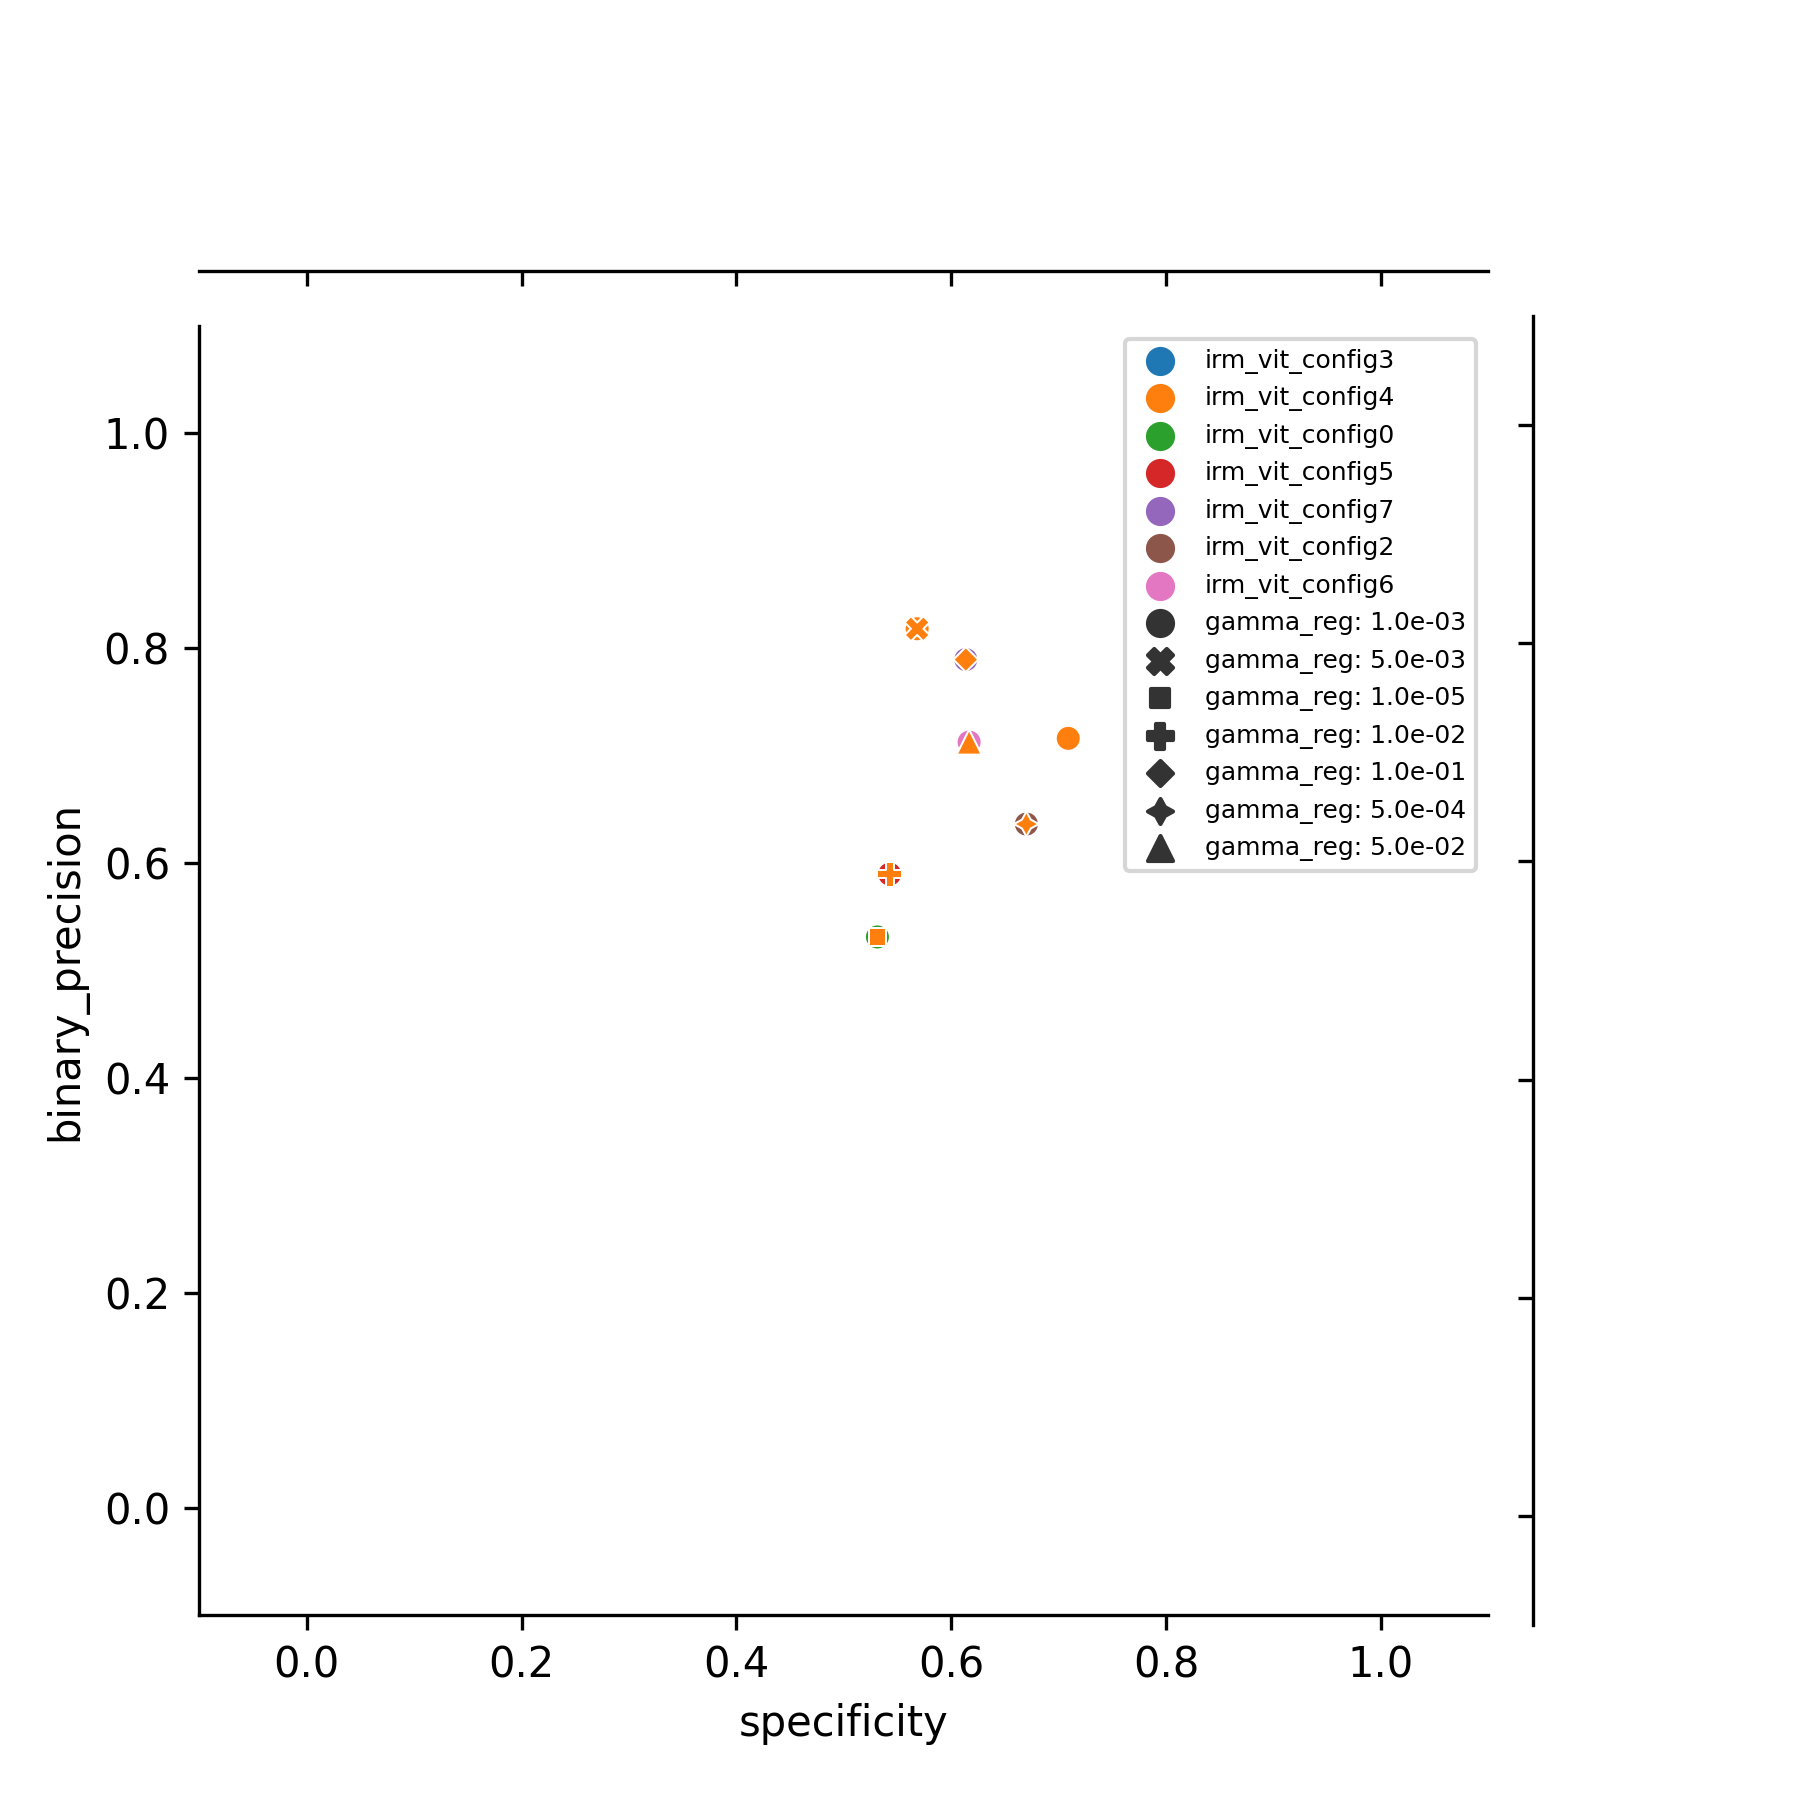 irm_vit_config3
irm_vit_config4
irm_vit_config0
irm_vit_config5
irm_vit_config7
irm_vit_config2
irm_vit_config6
gamma_reg: 1.0e-03
gamma_reg: 5.0e-03
gamma_reg: 1.0e-05
gamma_reg: 1.0e-02
gamma_reg: 1.0e-01
gamma_reg: 5.0e-04
gamma_reg: 5.0e-02
1.0
0.8
0.6
0.4
0.2
0.0
binary_precision
0.0 0.2 0.4 0.6 0.8 1.0
specificity